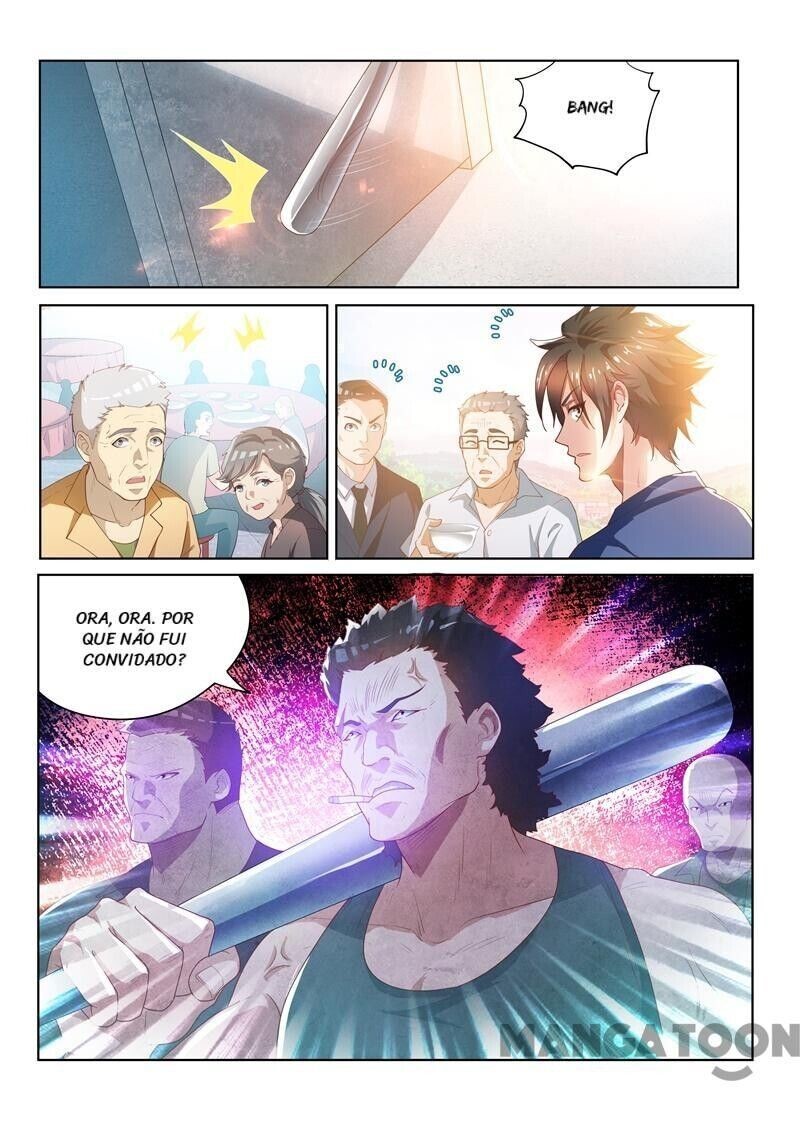 BANG!
ORA, ORA. POR
QUE NÃO FUI
CONVIDADO?
MANGATOON